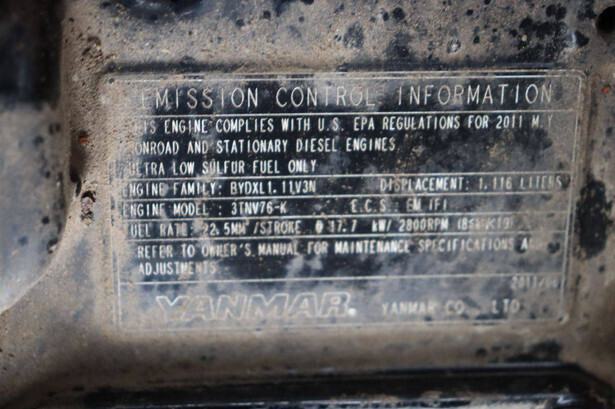 EMISSION CONTROL INFORMATION
THIS ENGINE COMPLIES WITH U.S. EPA REGULATIONS FOR 2011 M.Y
NONROAD AND STATIONARY DIESEL ENGINES
ULTRA LOW SULFUR FUEL ONLY
ENGINE FAMILY: BYDXL1.11V3N DISPLACEMENT: 1.116 LITERS
ENGINE MODEL : 3TNV76-K E.C.S : EM IFI
FUEL RATE: 22.5MM³/STROKE @ 17.7 kW/ 2800RPM
REFER TO OWNER'S MANUAL FOR MAINTENANCE SPECIFICATIONS AND
ADJUSTMENTS
YANMAR® YANMAR CO., LTD.